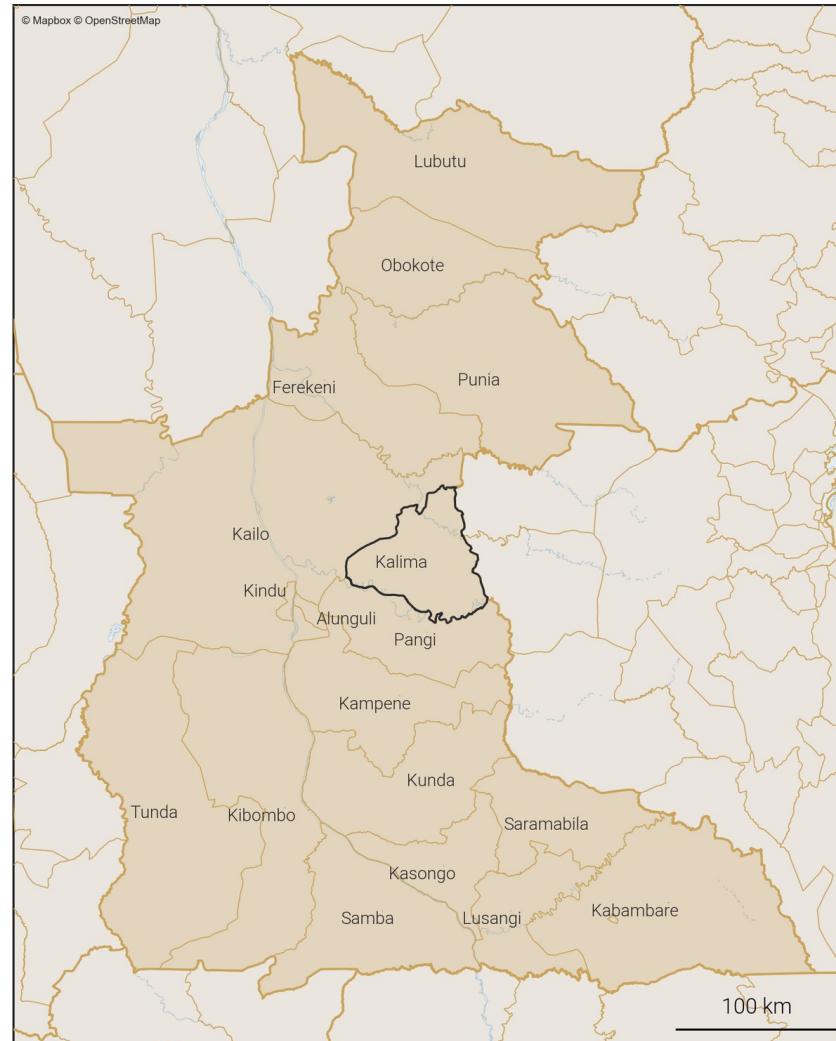 © Mapbox © OpenStreetMap
Lubutu
Obokote
Punia
Ferekeni
Kailo
Kalima
Kindu
Alunguli
Pangi
Kampene
Kunda
Tunda
Kibombo
Saramabila
Kasongo
Samba
Lusangi
Kabambare
100 km